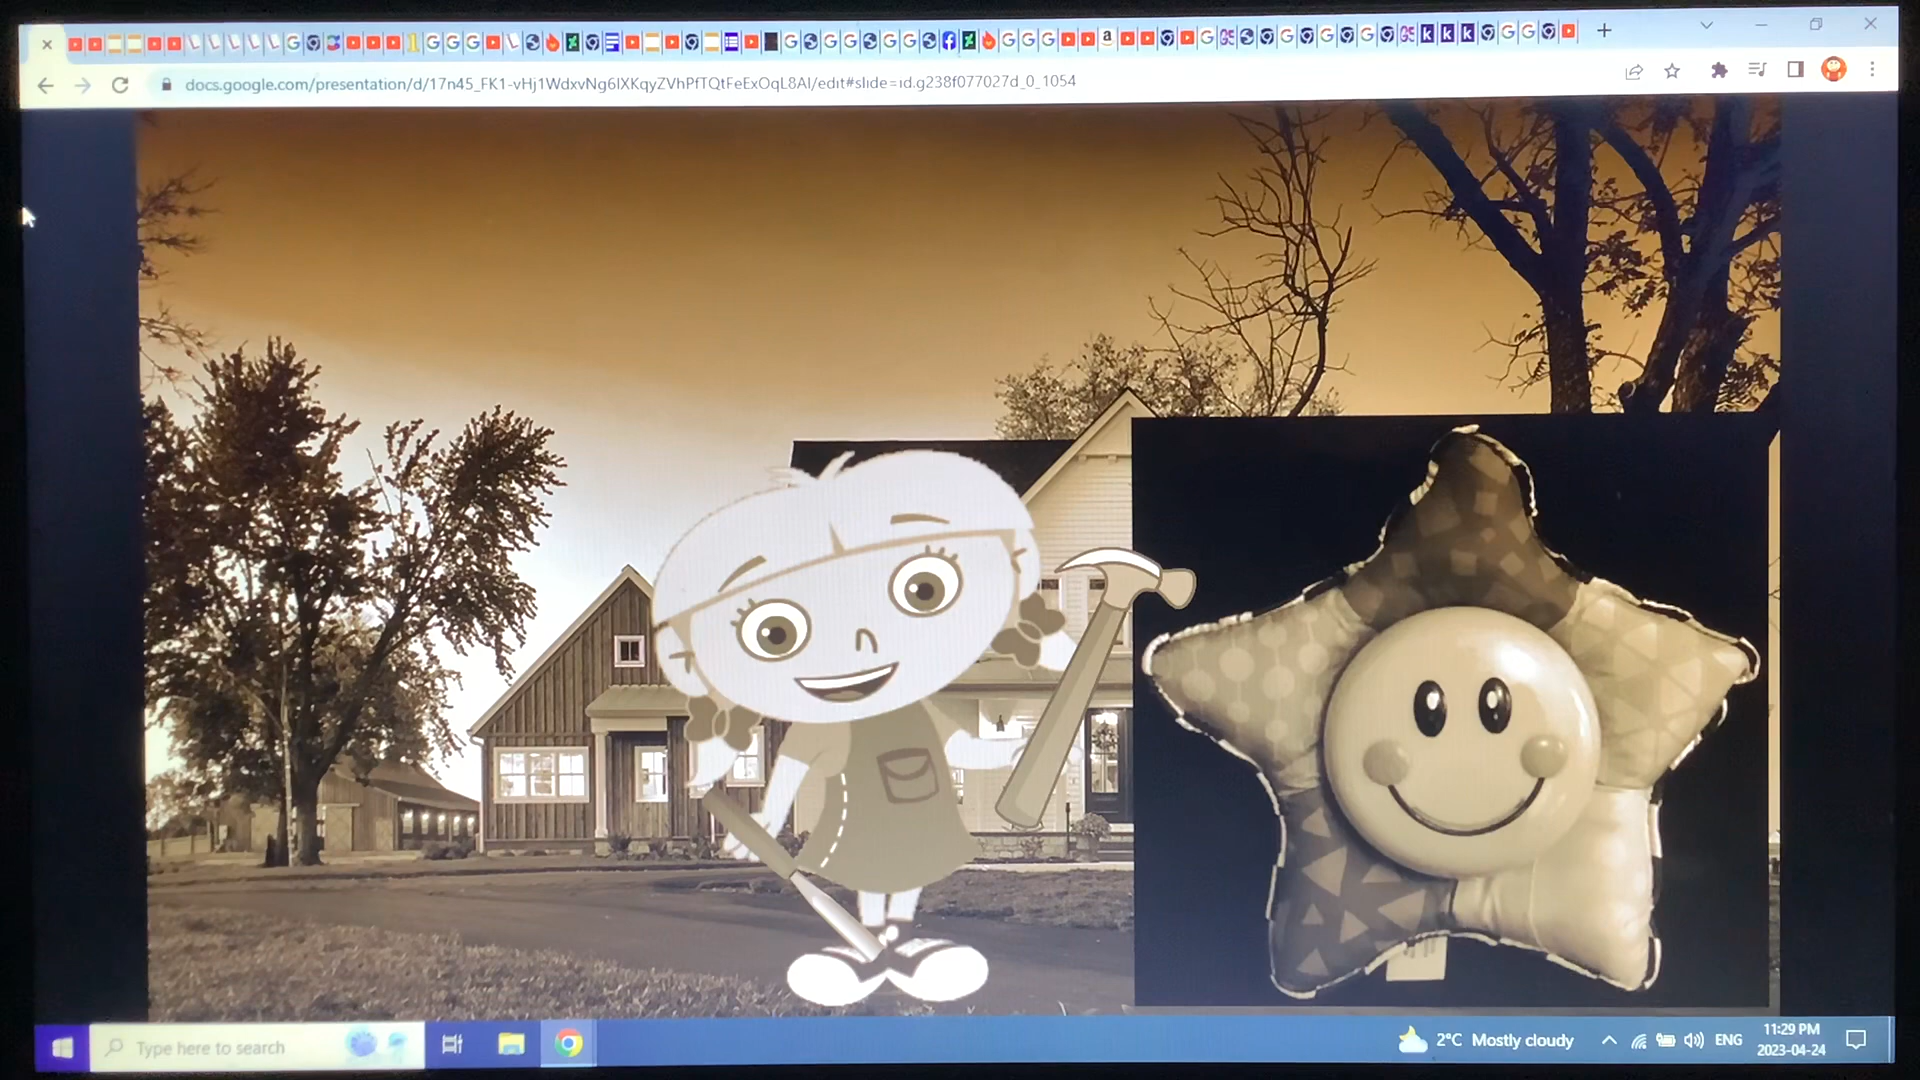 docs.google.com/presentation/d/17n45_FK1-vHj1WdxvNg6IXKqyZVhPfTQtFeExOqL8AI/edit#slide=id.g238f077027d_0_1054
Type here to search
2°C Mostly cloudy
ENG
11:29 PM
2023-04-24